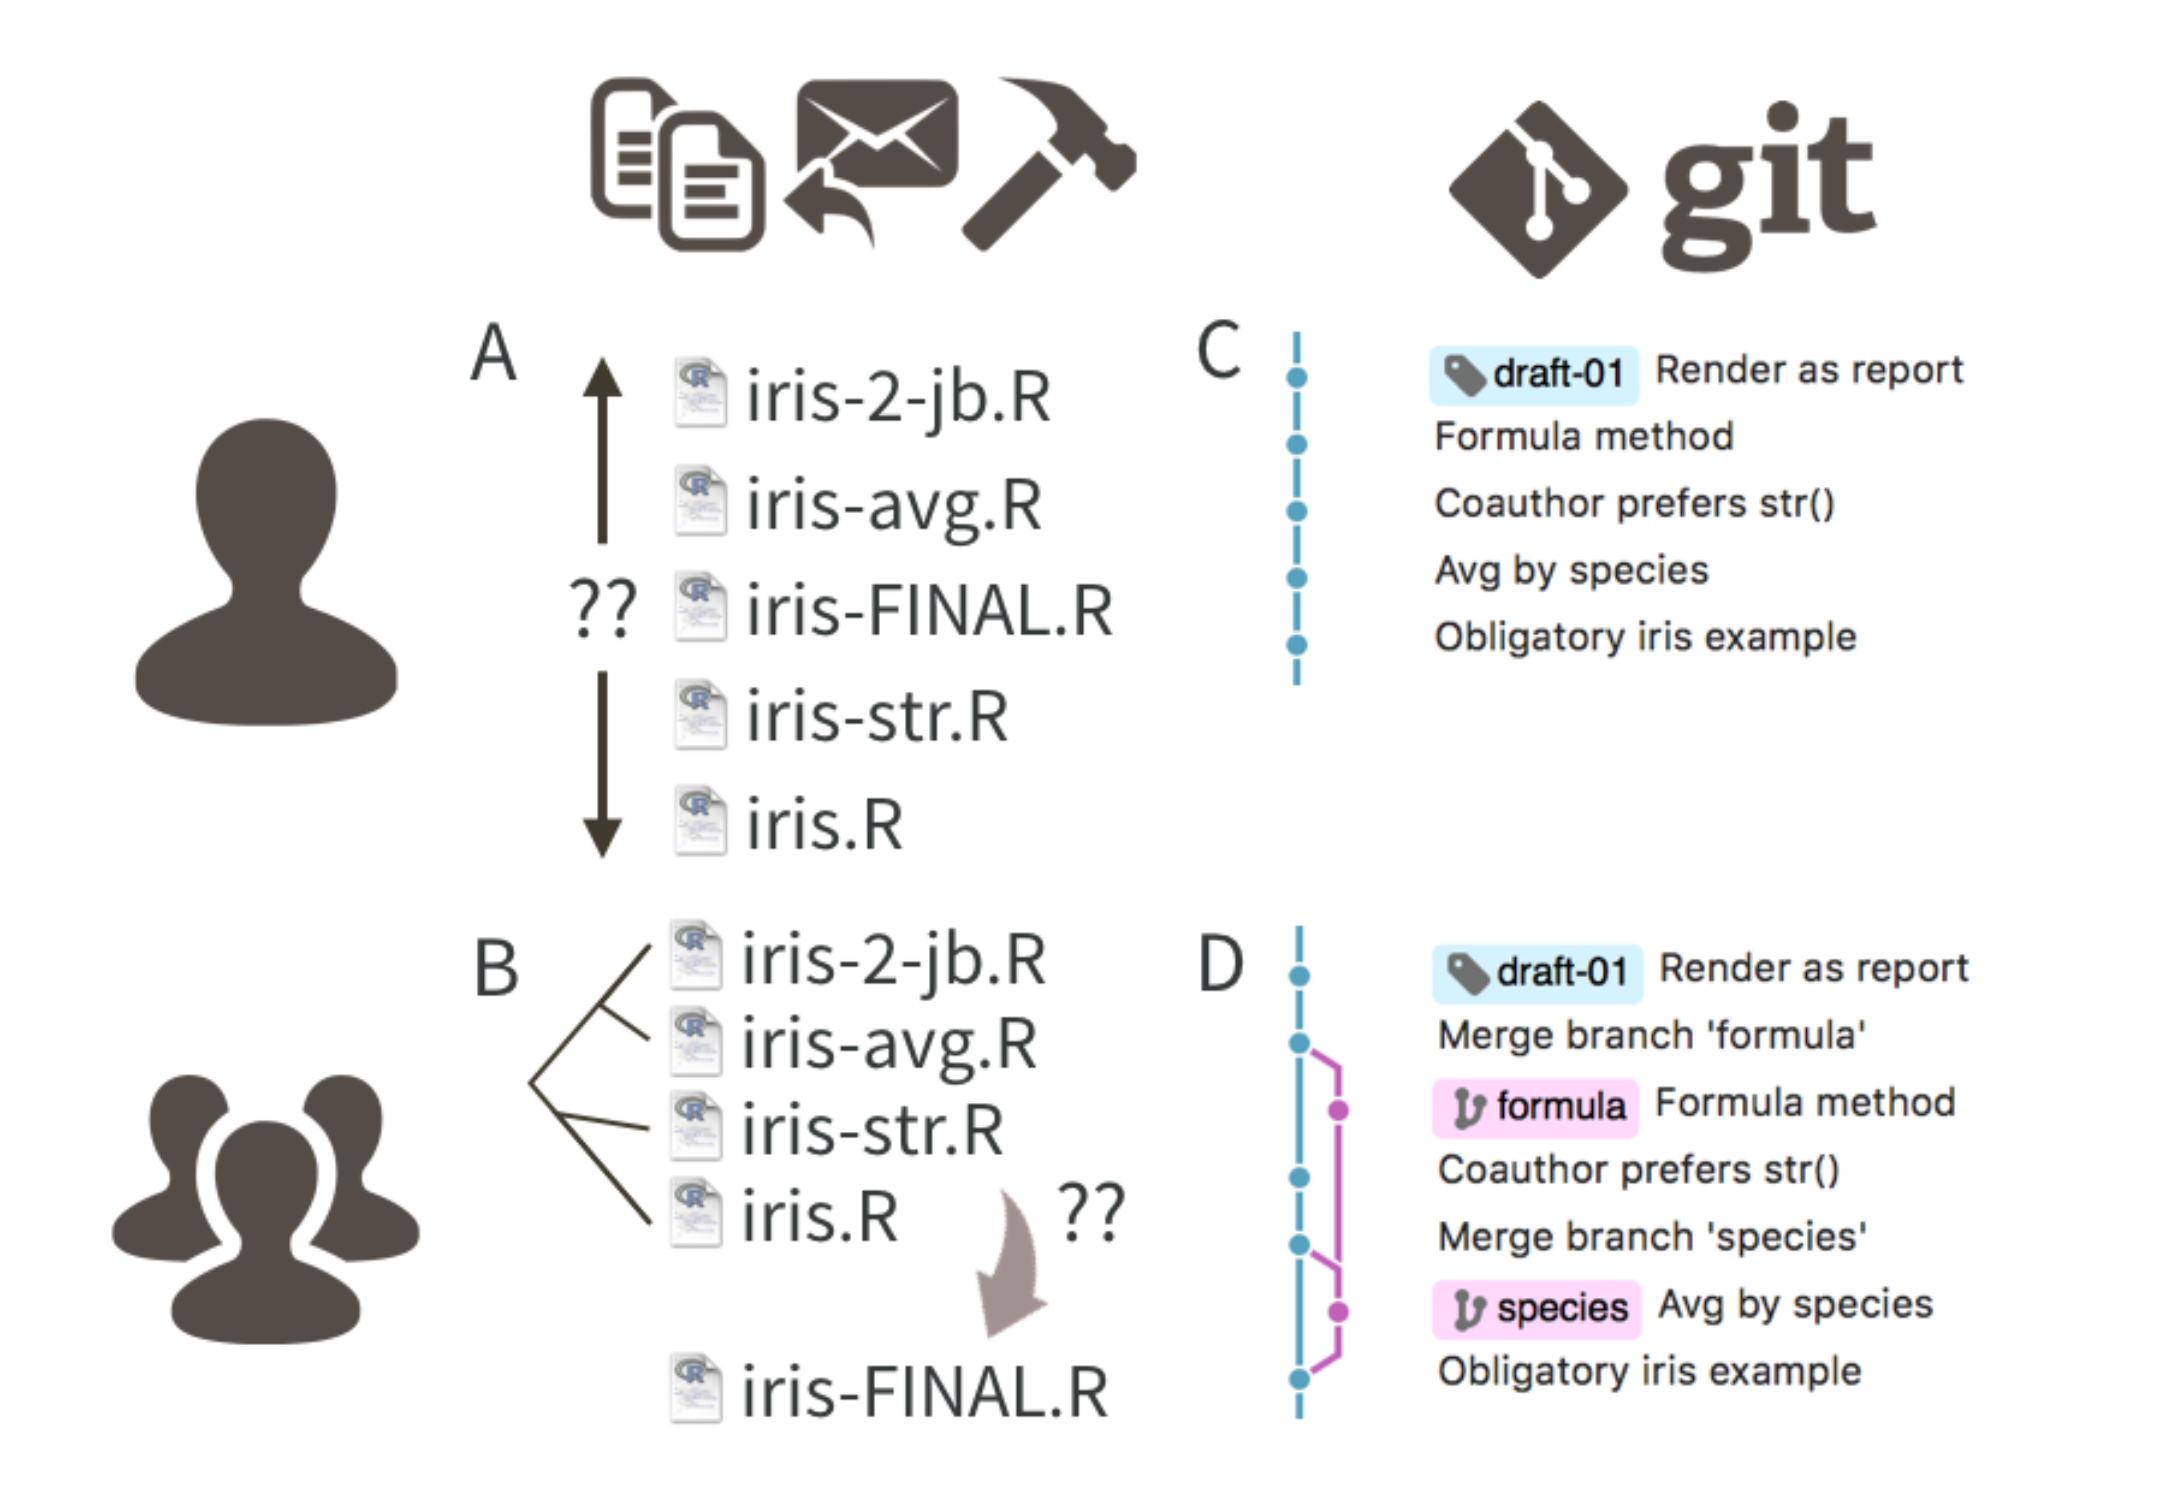 git
A
iris-2-jb.R
iris-avg.R
??
iris-FINAL.R
iris-str.R
iris.R
C
draft-01 Render as report
Formula method
Coauthor prefers str()
Avg by species
Obligatory iris example
B
iris-2-jb.R
iris-avg.R
iris-str.R
iris.R
??
iris-FINAL.R
D
draft-01 Render as report
Merge branch 'formula'
formula Formula method
Coauthor prefers str()
Merge branch 'species'
species Avg by species
Obligatory iris example